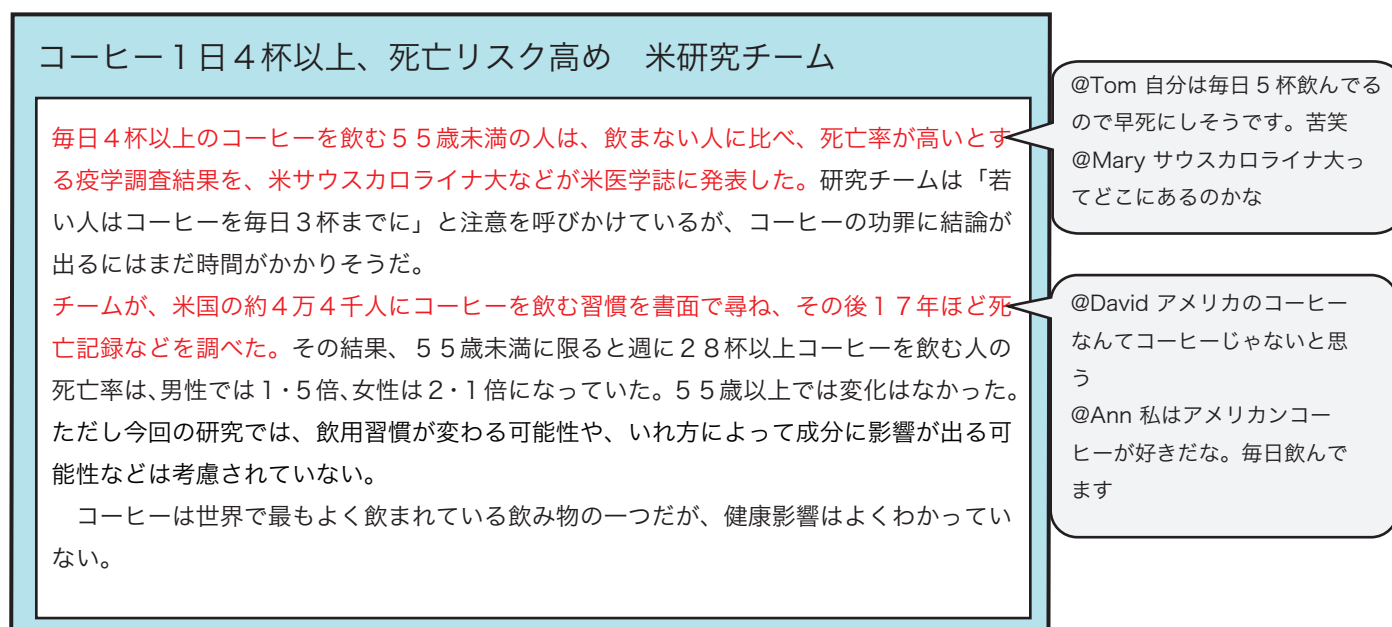 コーヒー１日４杯以上、死亡リスク高め　米研究チーム
毎日４杯以上のコーヒーを飲む５５歳未満の人は、飲まない人に比べ、死亡率が高いとす
る疫学調査結果を、米サウスカロライナ大などが米医学誌に発表した。研究チームは「若
い人はコーヒーを毎日３杯までに」と注意を呼びかけているが、コーヒーの功罪に結論が
出るにはまだ時間がかかりそうだ。
チームが、米国の約４万４千人にコーヒーを飲む習慣を書面で尋ね、その後１７年ほど死
亡記録などを調べた。その結果、５５歳未満に限ると週に２８杯以上コーヒーを飲む人の
死亡率は、男性では１・５倍、女性は２・１倍になっていた。５５歳以上では変化はなかった。
ただし今回の研究では、飲用習慣が変わる可能性や、いれ方によって成分に影響が出る可
能性などは考慮されていない。
　コーヒーは世界で最もよく飲まれている飲み物の一つだが、健康影響はよくわかってい
ない。
@Tom 自分は毎日５杯飲んでる
ので早死にしそうです。苦笑
@Mary サウスカロライナ大っ
てどこにあるのかな
@David アメリカのコーヒー
なんてコーヒーじゃないと思
う
@Ann 私はアメリカンコー
ヒーが好きだな。毎日飲んで
ます